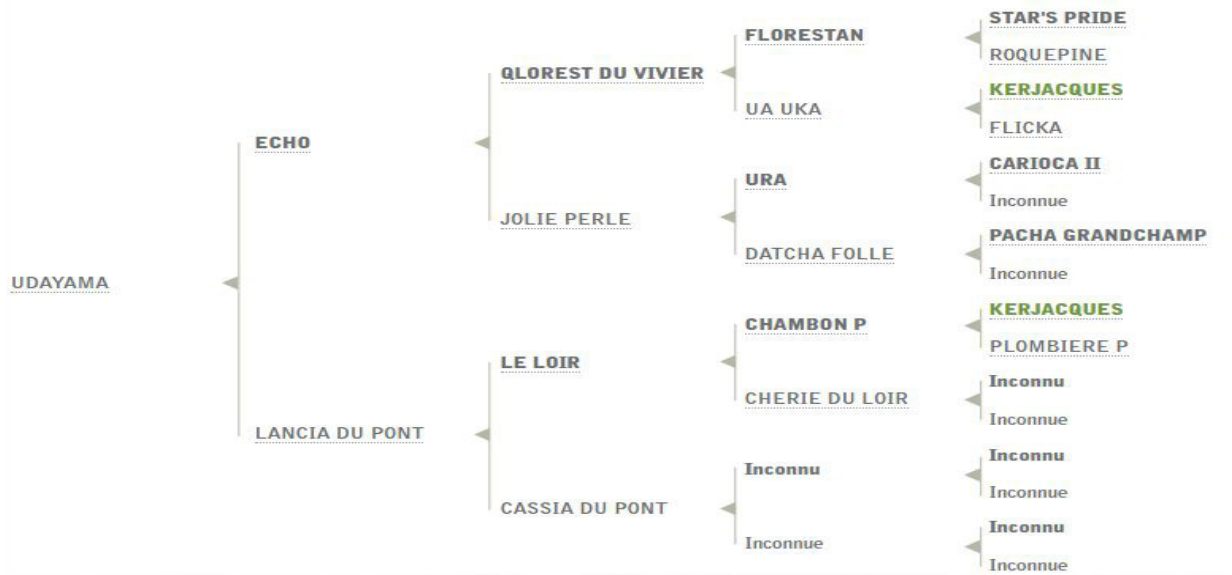 STAR'S PRIDE
FLORESTAN
ROQUEPINE
QLOREST DU VIVIER
KERJACQUES
UA UKA
FLICKA
ECHO
CARIOCA II
URA
Inconnue
JOLIE PERLE
PACHA GRANDCHAMP
DATCHA FOLLE
Inconnue
UDAYAMA
KERJACQUES
CHAMBON P
PLOMBIERE P
LE LOIR
Inconnu
CHERIE DU LOIR
Inconnue
LANCIA DU PONT
Inconnu
Inconnu
Inconnue
CASSIA DU PONT
Inconnu
Inconnue
Inconnue